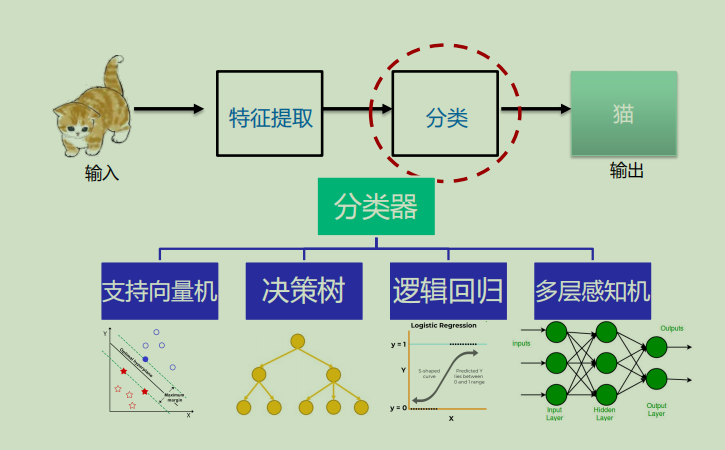 特征提取
分类
猫
输入
输出
分类器
支持向量机
决策树
逻辑回归
多层感知机
Y
Optimal hyperplane
Maximum
margin
Logistic Regression
y = 1
Y
S-shaped
curve
Predicted Y
lies between
0 and 1 range
y = 0
X
inputs
Outputs
Input
Layer
Hidden
Layer
Output
Layer